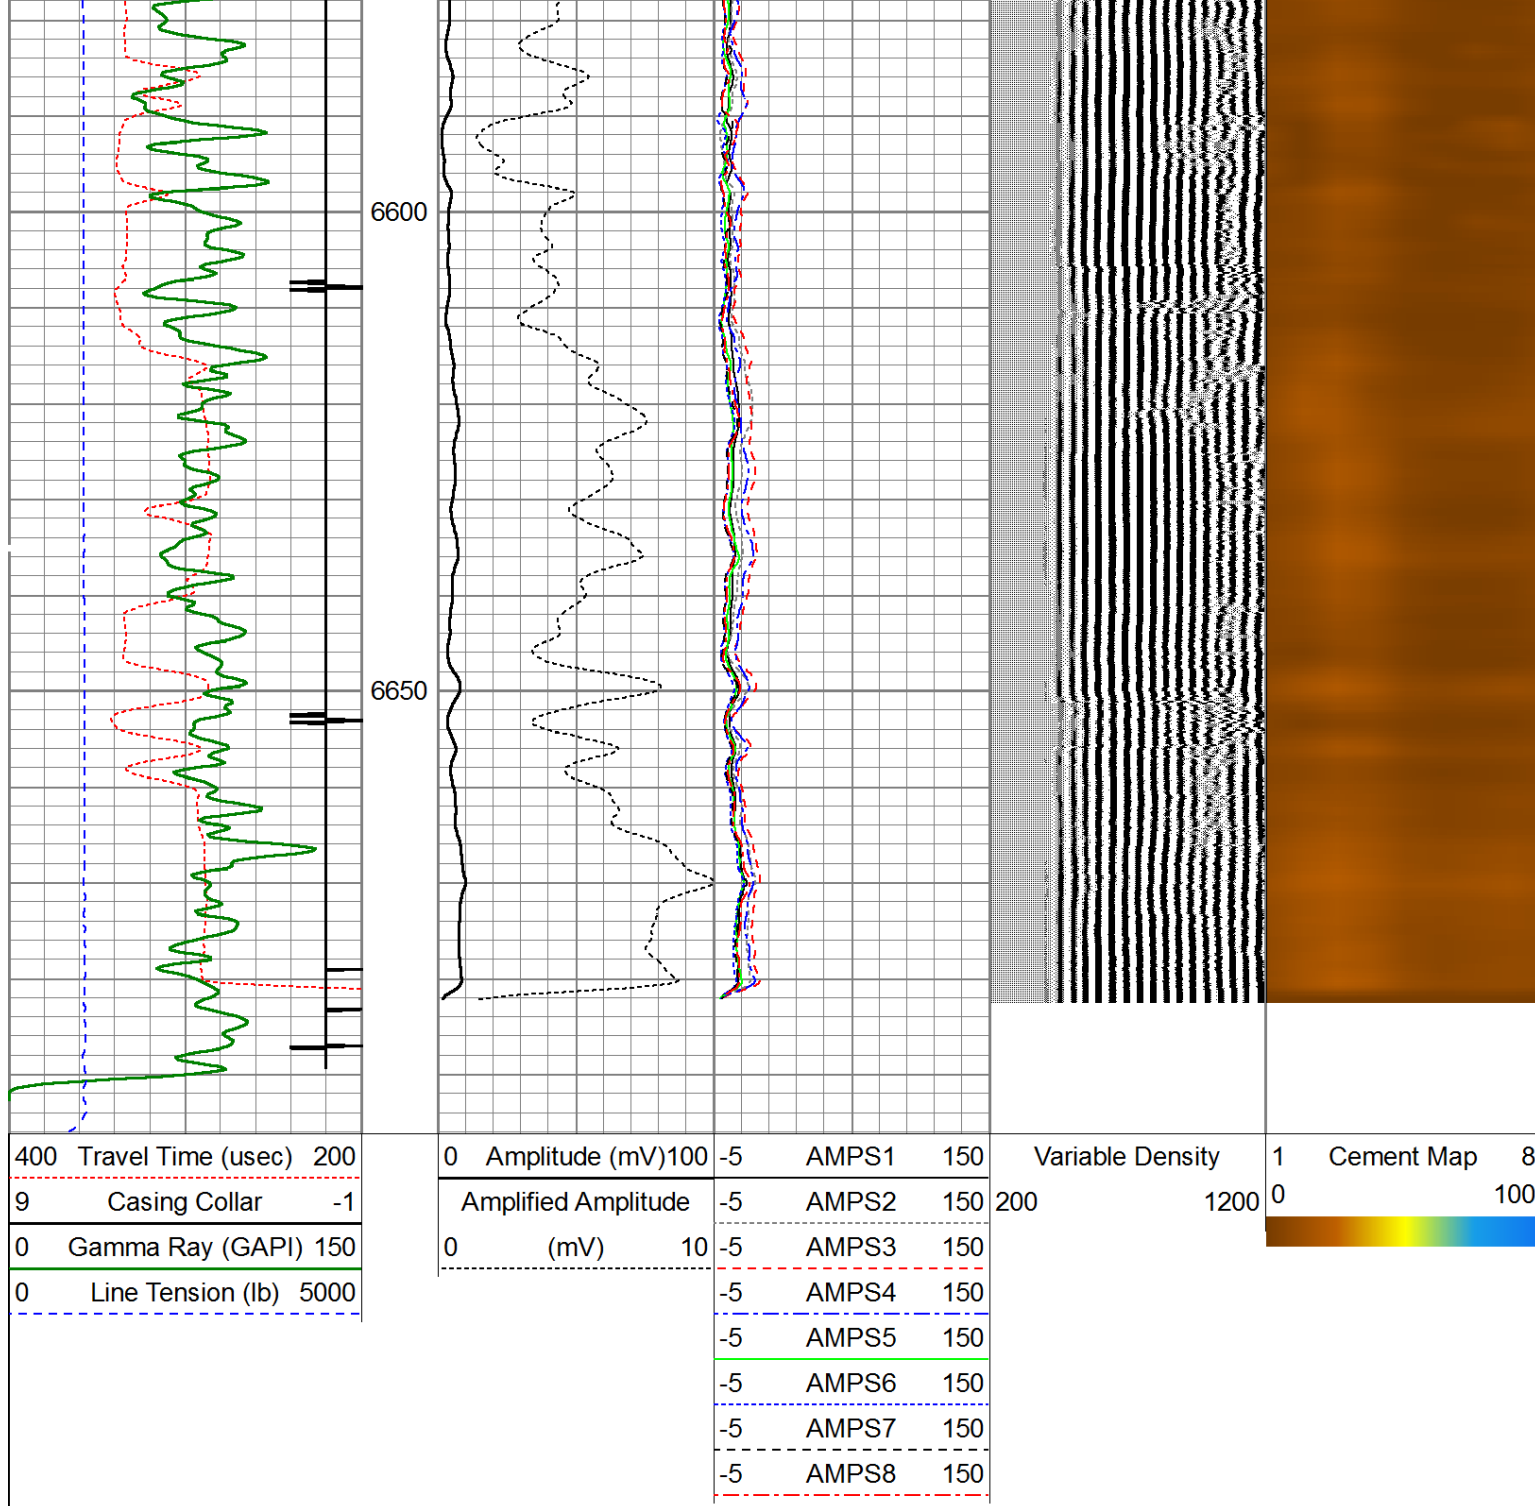 6600
6650
400 Travel Time (usec) 200
9 Casing Collar -1
0 Gamma Ray (GAPI) 150
0 Line Tension (lb) 5000
0 Amplitude (mV)100
Amplified Amplitude
0 (mV) 10
-5 AMPS1 150
-5 AMPS2 150
-5 AMPS3 150
-5 AMPS4 150
-5 AMPS5 150
-5 AMPS6 150
-5 AMPS7 150
-5 AMPS8 150
Variable Density
200 1200
1 Cement Map 8
0 100